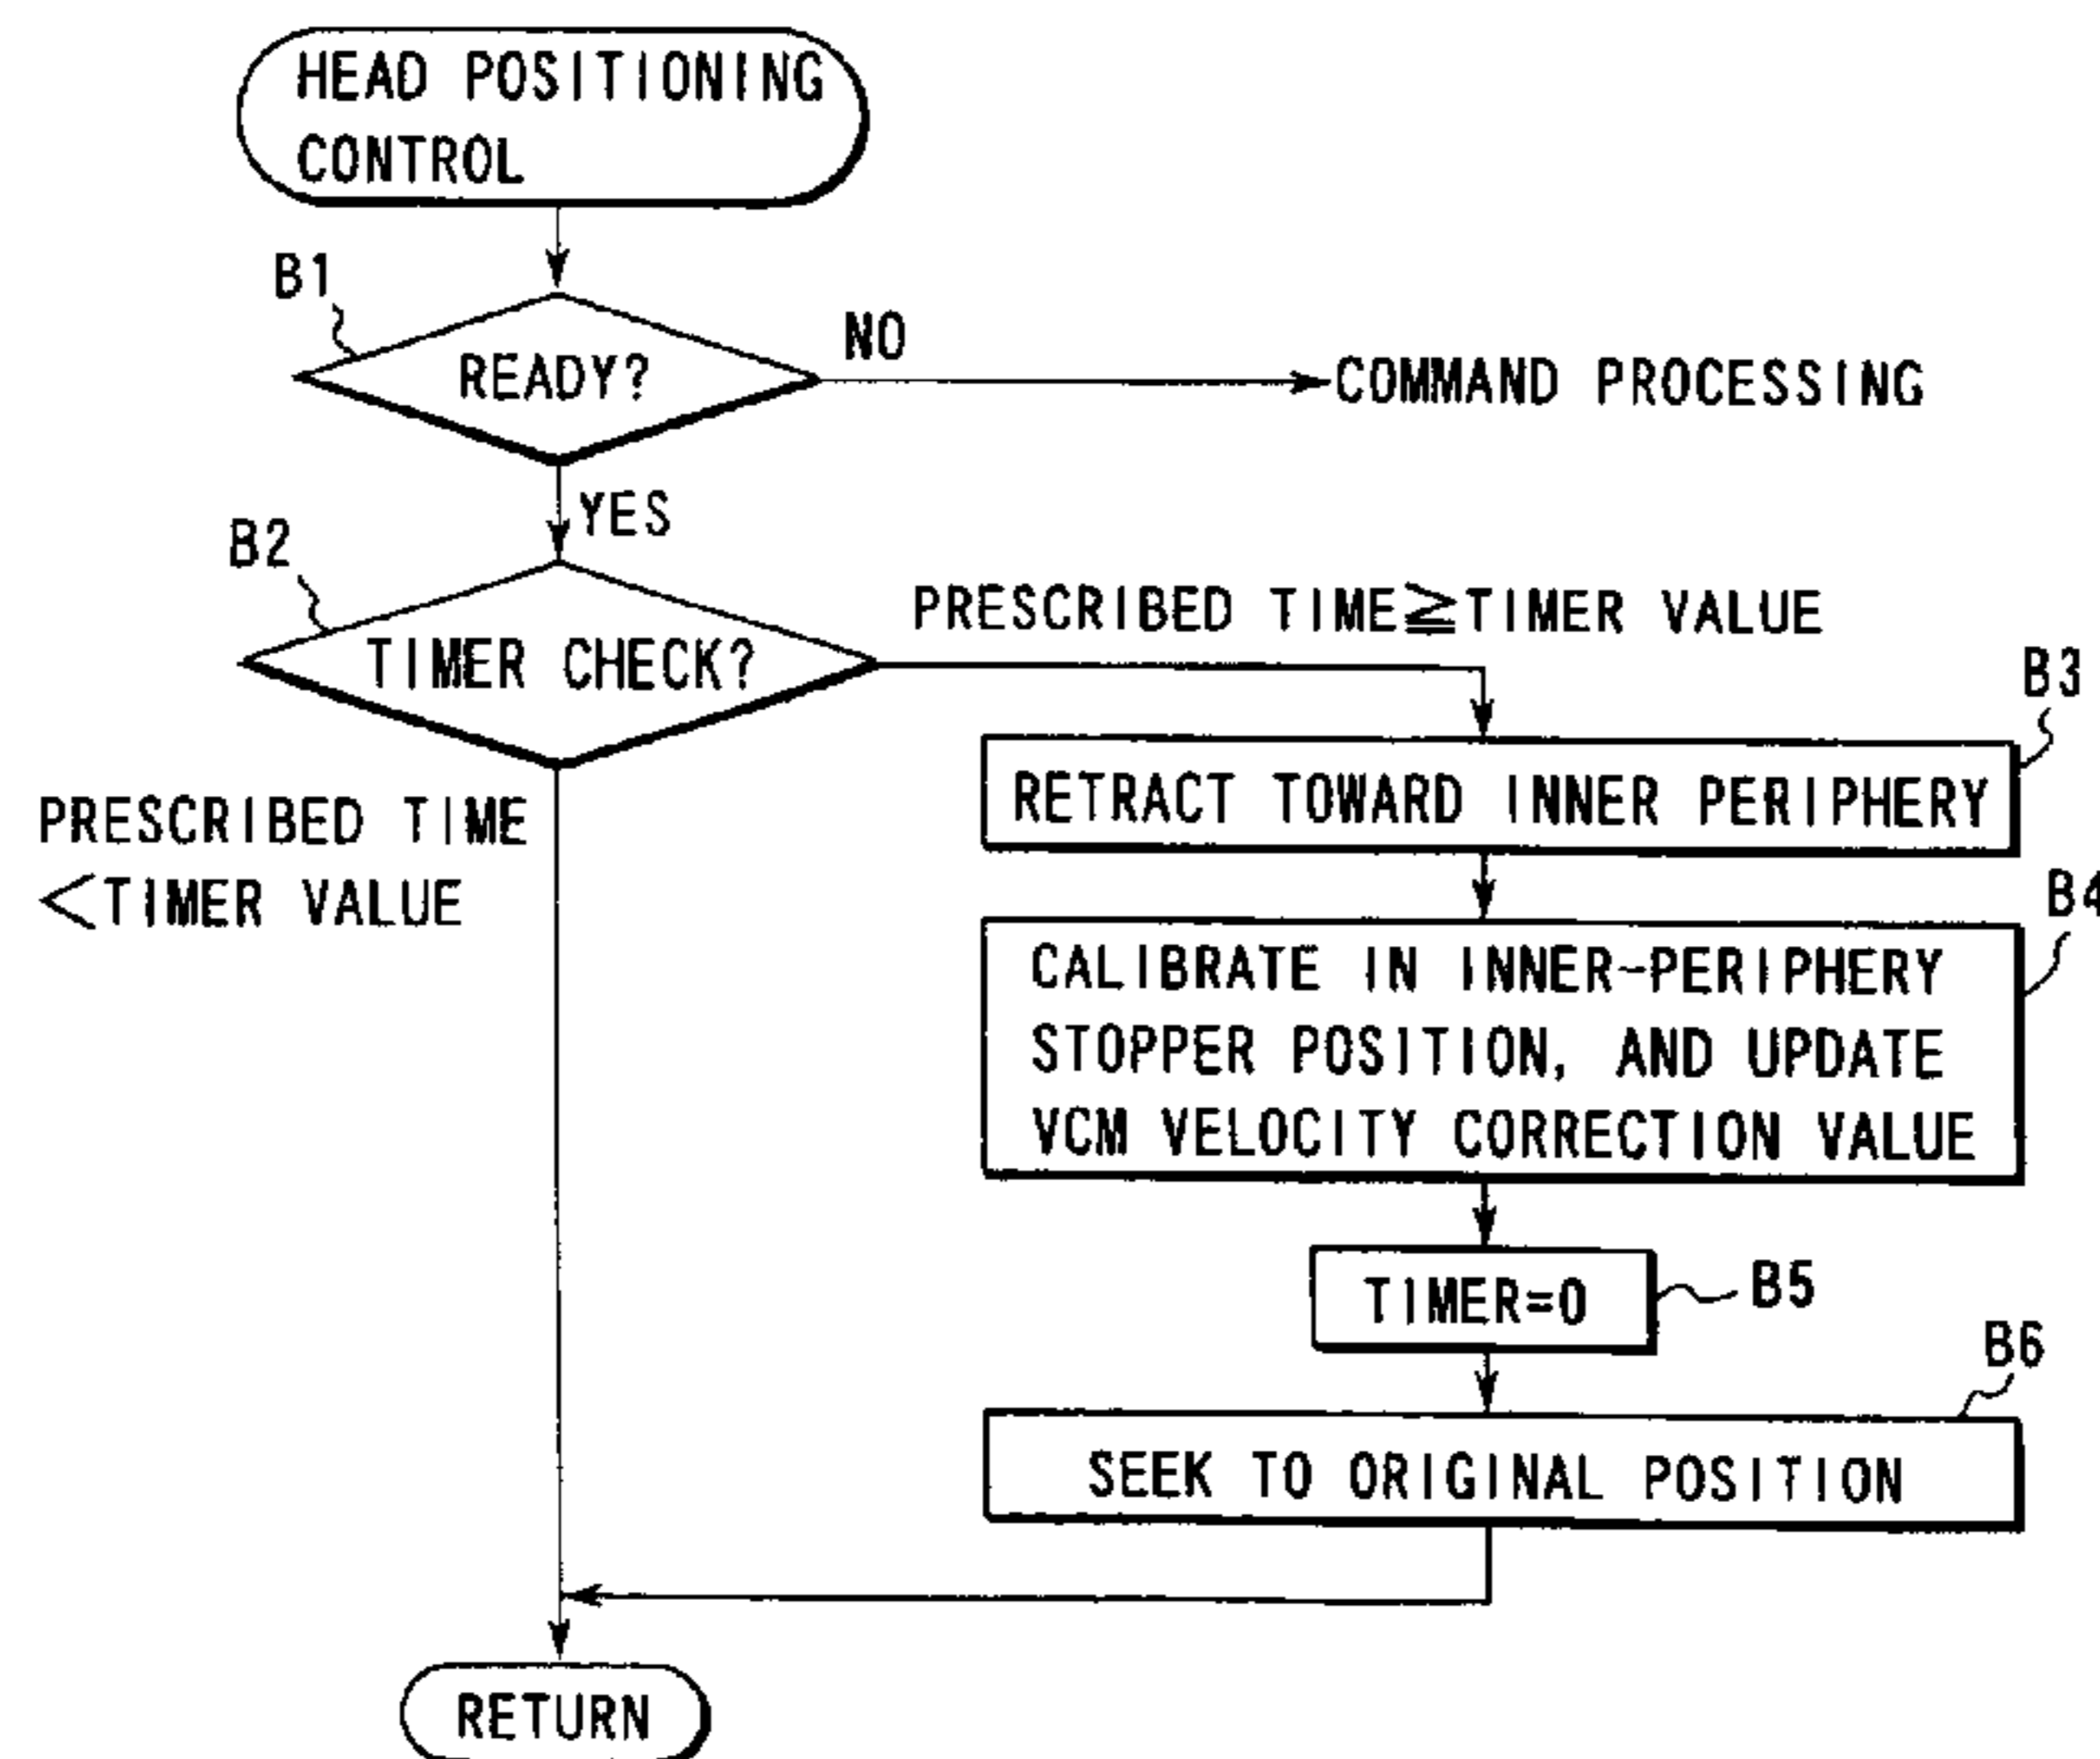 HEAD POSITIONING
CONTROL
B1
READY?
NO
COMMAND PROCESSING
YES
B2
TIMER CHECK?
PRESCRIBED TIME≧TIMER VALUE
B3
RETRACT TOWARD INNER PERIPHERY
PRESCRIBED TIME
<TIMER VALUE
B4
CALIBRATE IN INNER-PERIPHERY
STOPPER POSITION, AND UPDATE
VCM VELOCITY CORRECTION VALUE
TIMER=0
B5
B6
SEEK TO ORIGINAL POSITION
RETURN